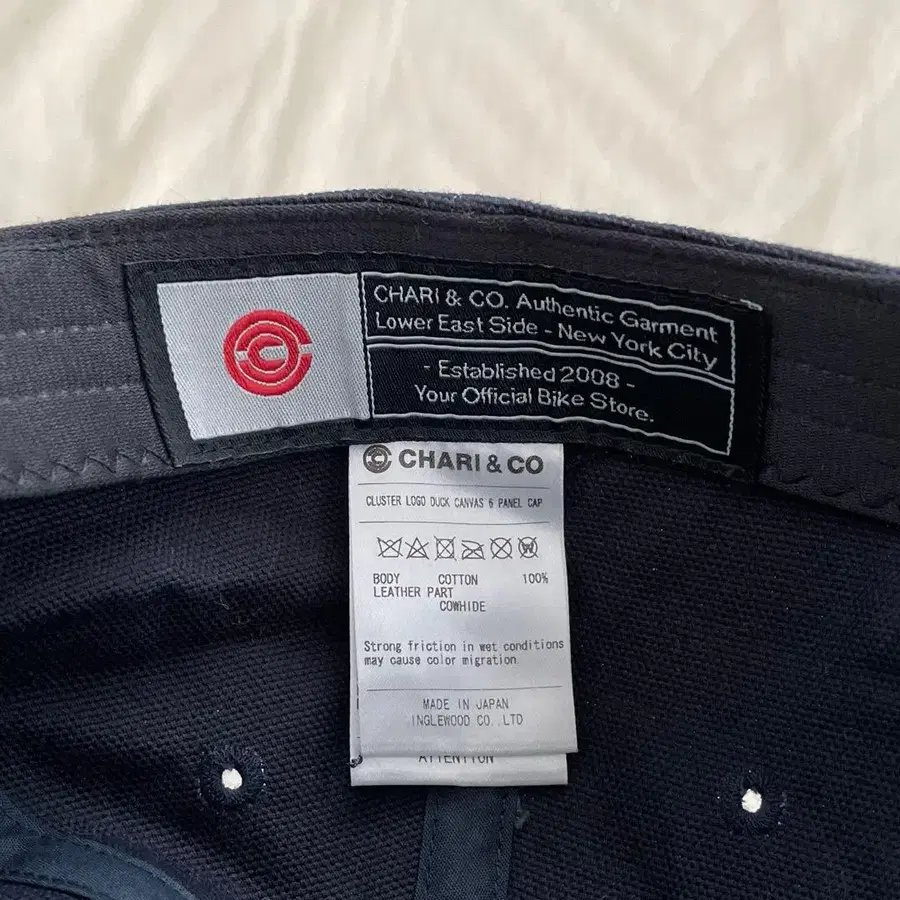 CHARI & CO. Authentic Garment
Lower East Side - New York City
- Established 2008 -
Your Official Bike Store.
CHARI & CO
CLUSTER LOGO DUCK CANVAS 6 PANEL CAP
BODY COTTON 100%
LEATHER PART
COWHIDE
Strong friction in wet conditions
may cause color migration
MADE IN JAPAN
INGLEWOOD CO.,LTD
ATTENTION